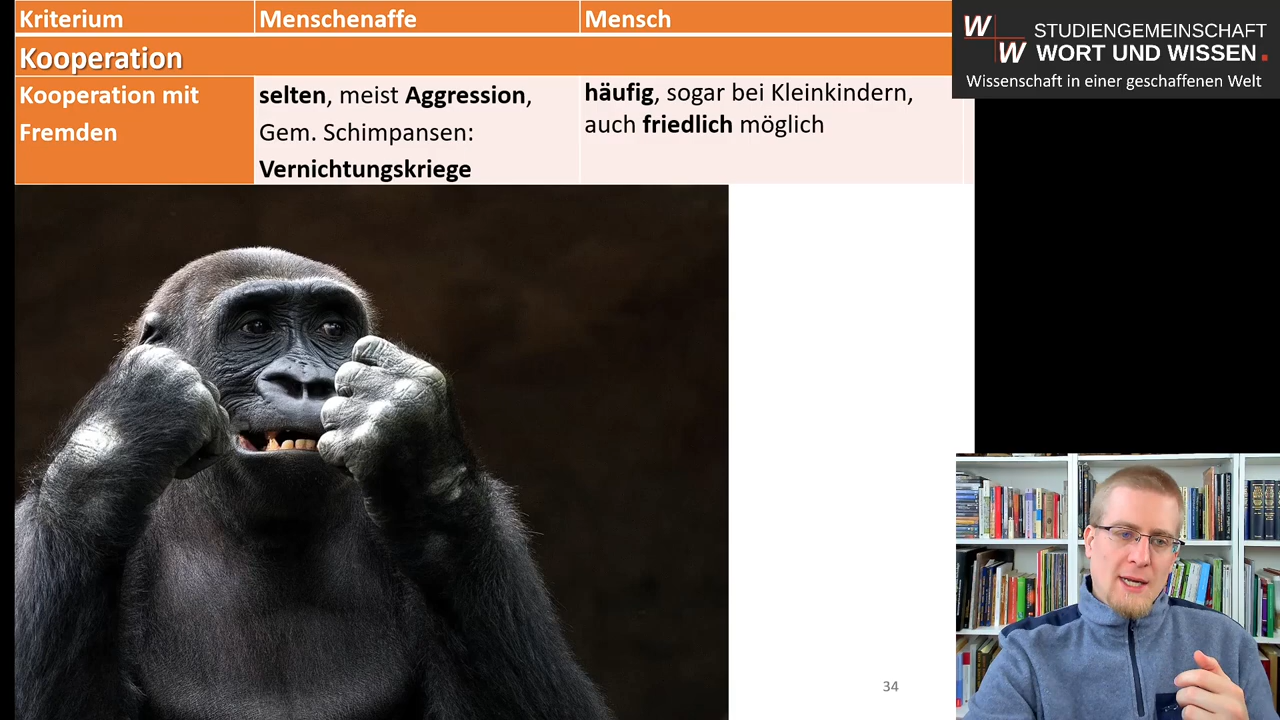 Kriterium Menschenaffe Mensch
Kooperation
Kooperation mit
Fremden
selten, meist Aggression,
Gem. Schimpansen:
Vernichtungskriege
häufig, sogar bei Kleinkindern,
auch friedlich möglich
W W STUDIENGEMEINSCHAFT
WORT UND WISSEN.
Wissenschaft in einer geschaffenen Welt
34